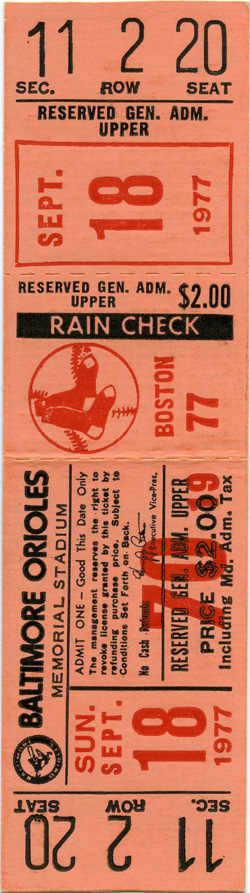 11 2 20
SEC. ROW SEAT
RESERVED GEN. ADM.
UPPER
SEPT.
18
1977
RESERVED GEN. ADM.
UPPER
$2.00
RAIN CHECK
BOSTON
77
BALTIMORE ORIOLES
MEMORIAL STADIUM
ADMIT ONE — Good This Date Only
The management reserves the right to
revoke license granted by this ticket by
refunding purchase price. Subject to
Conditions Set Forth on Back.
Executive Vice-Pres.
No Cash Refunds
RESERVED GEN. ADM. UPPER
PRICE $2.00
Including Md. Adm. Tax
SUN.
SEPT.
18
1977
11 2 20
SEC. ROW SEAT